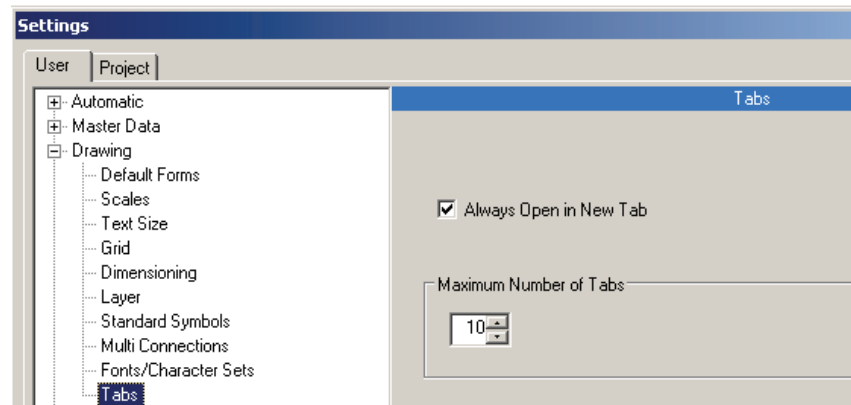 Settings
User
Project
Automatic
Master Data
Drawing
Default Forms
Scales
Text Size
Grid
Dimensioning
Layer
Standard Symbols
Multi Connections
Fonts/Character Sets
Tabs
Tabs
Always Open in New Tab
Maximum Number of Tabs
10